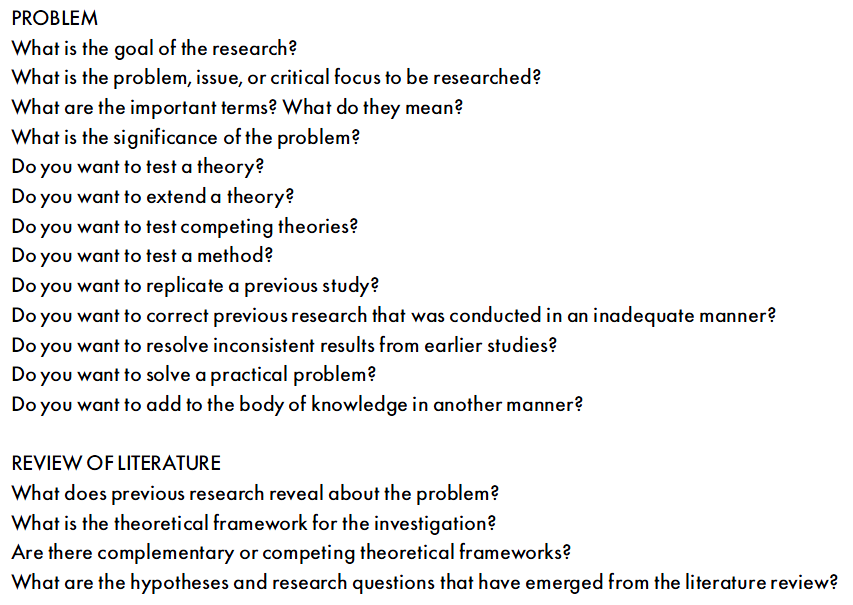 PROBLEM
What is the goal of the research?
What is the problem, issue, or critical focus to be researched?
What are the important terms? What do they mean?
What is the significance of the problem?
Do you want to test a theory?
Do you want to extend a theory?
Do you want to test competing theories?
Do you want to test a method?
Do you want to replicate a previous study?
Do you want to correct previous research that was conducted in an inadequate manner?
Do you want to resolve inconsistent results from earlier studies?
Do you want to solve a practical problem?
Do you want to add to the body of knowledge in another manner?
REVIEW OF LITERATURE
What does previous research reveal about the problem?
What is the theoretical framework for the investigation?
Are there complementary or competing theoretical frameworks?
What are the hypotheses and research questions that have emerged from the literature review?